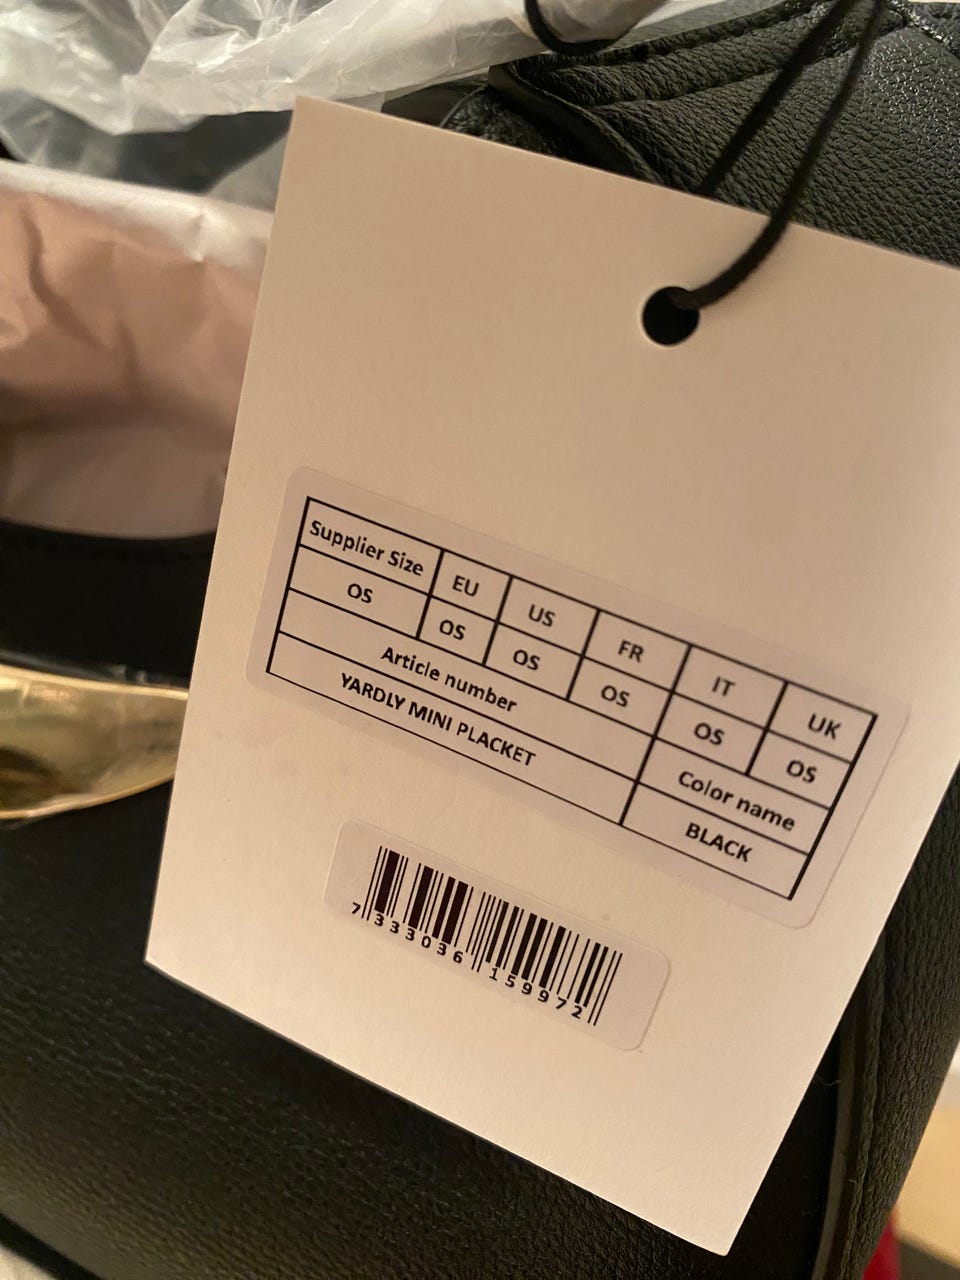 Supplier Size EU US FR IT UK
OS OS OS OS OS OS
Article number Color name
YARDLY MINI PLACKET BLACK
7 333036 159972